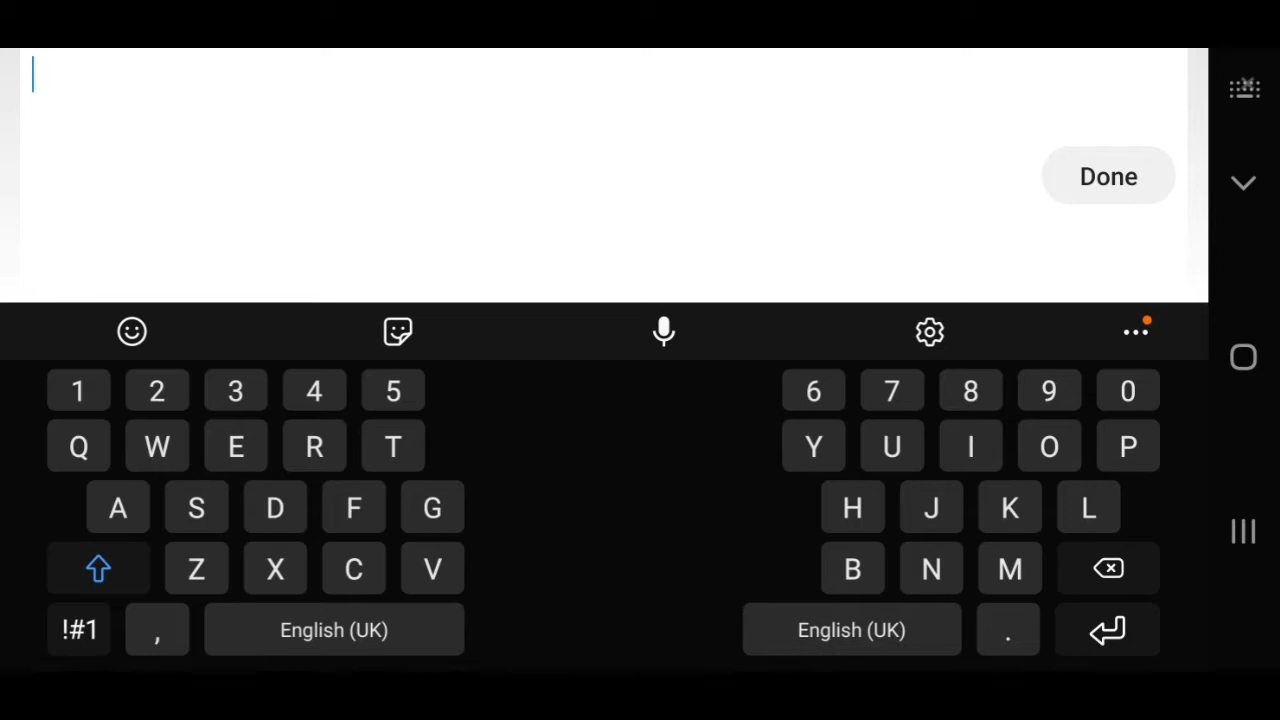 Done
1 2 3 4 5 6 7 8 9 0
Q W E R T Y U I O P
A S D F G H J K L
Z X C V B N M
!#1 , English (UK) English (UK) .